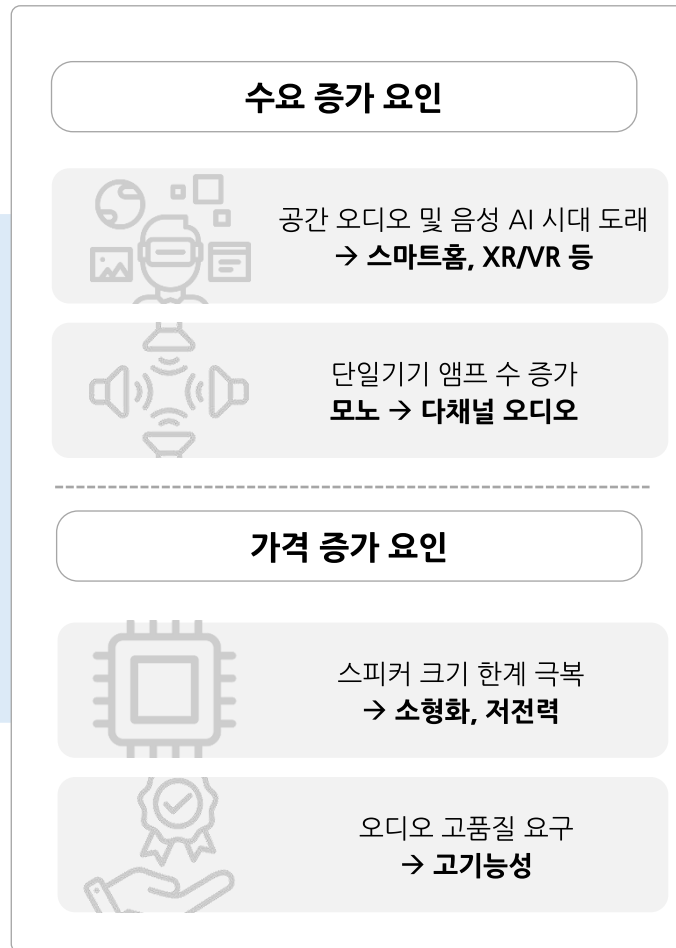 수요 증가 요인
공간 오디오 및 음성 AI 시대 도래
→ 스마트홈, XR/VR 등
단일기기 앰프 수 증가
모노 → 다채널 오디오
가격 증가 요인
스피커 크기 한계 극복
→ 소형화, 저전력
오디오 고품질 요구
→ 고기능성